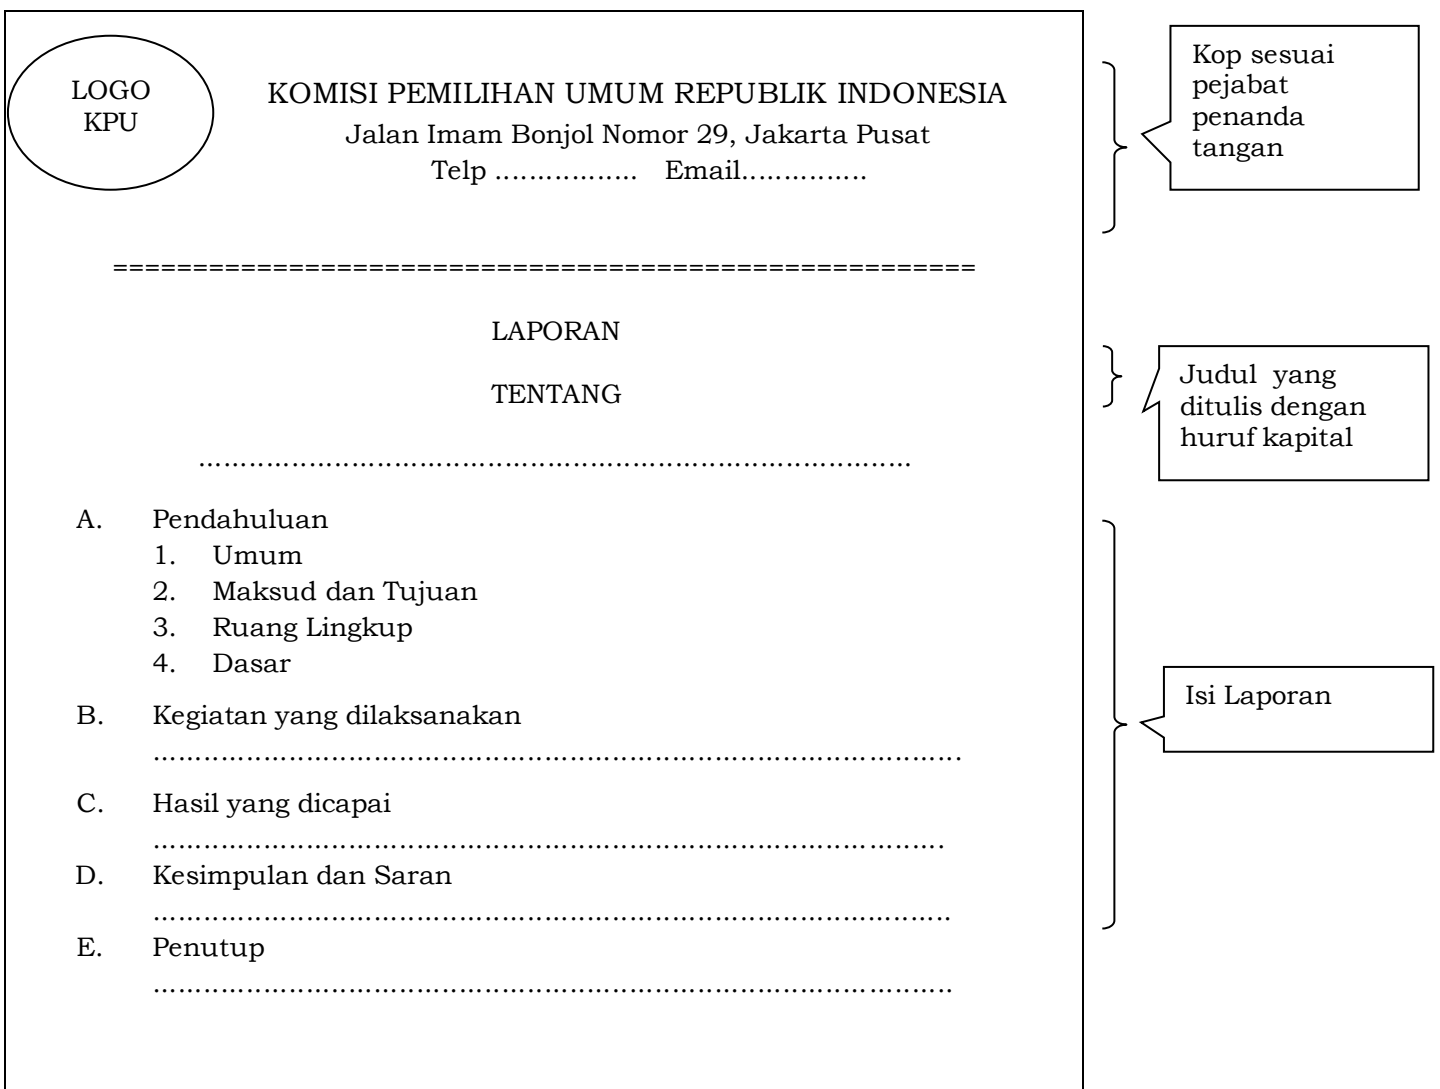 LOGO
KPU
KOMISI PEMILIHAN UMUM REPUBLIK INDONESIA
Jalan Imam Bonjol Nomor 29, Jakarta Pusat
Telp ................. Email...............
======================================================
LAPORAN
TENTANG
.....................................................................................
A. Pendahuluan
1. Umum
2. Maksud dan Tujuan
3. Ruang Lingkup
4. Dasar
B. Kegiatan yang dilaksanakan
................................................................................................
C. Hasil yang dicapai
..............................................................................................
D. Kesimpulan dan Saran
...............................................................................................
E. Penutup
...............................................................................................
Kop sesuai
pejabat
penanda
tangan
Judul yang
ditulis dengan
huruf kapital
Isi Laporan